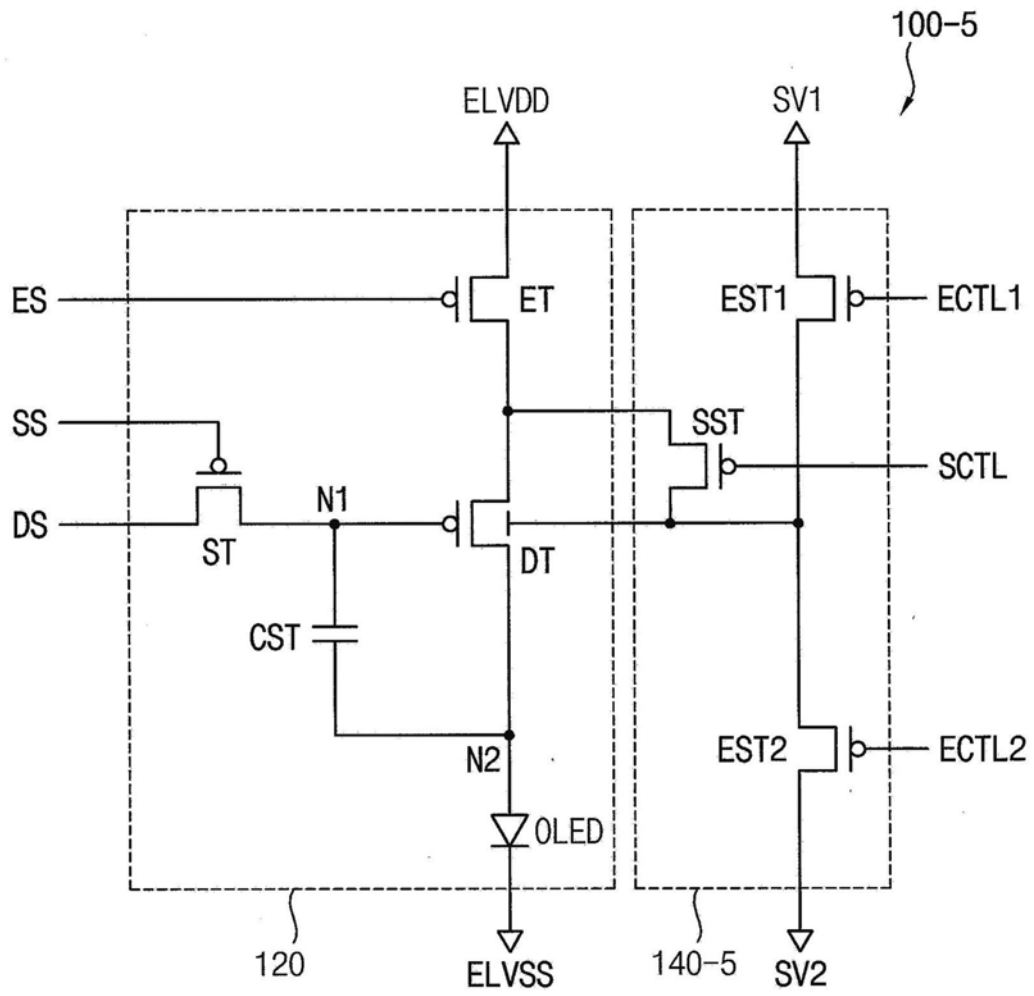 100-5
ELVDD
SV1
ES
ET
EST1
ECTL1
SS
SST
SCTL
N1
DS
ST
DT
CST
EST2
ECTL2
N2
OLED
120
ELVSS
140-5
SV2